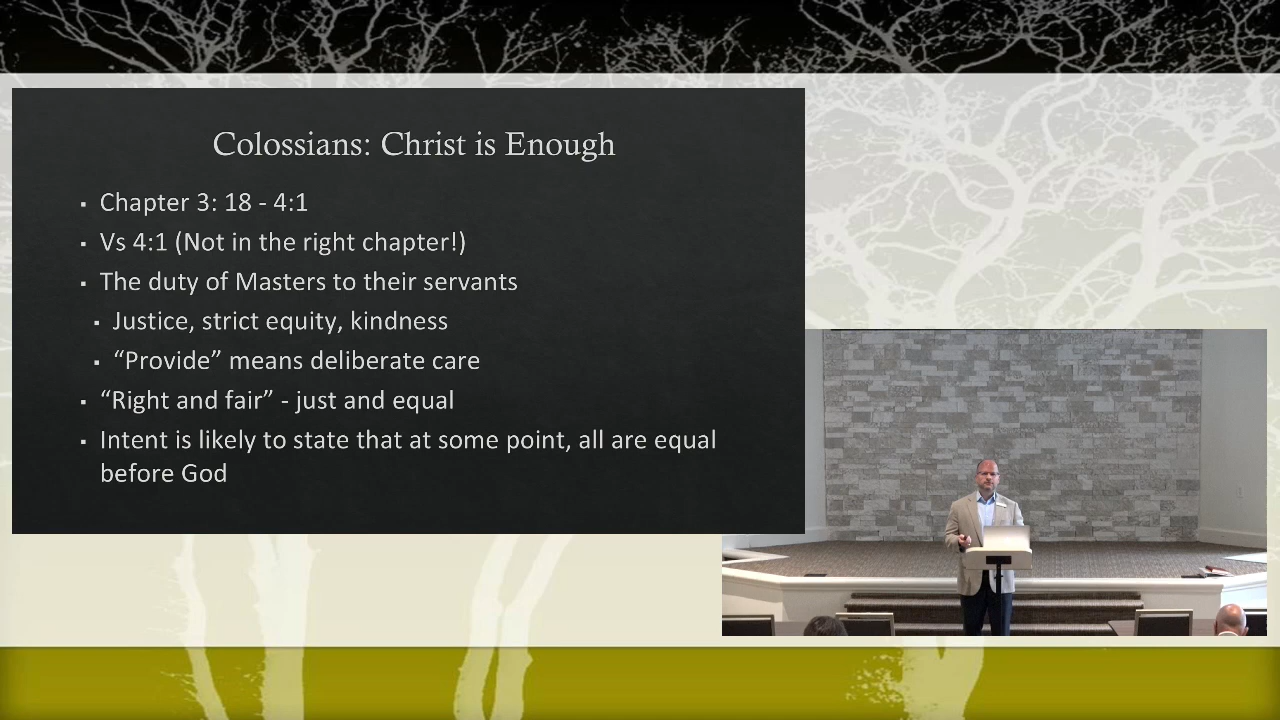 Colossians: Christ is Enough
▪ Chapter 3: 18 - 4:1
▪ Vs 4:1 (Not in the right chapter!)
▪ The duty of Masters to their servants
▪ Justice, strict equity, kindness
▪ “Provide” means deliberate care
▪ “Right and fair” - just and equal
▪ Intent is likely to state that at some point, all are equal
before God